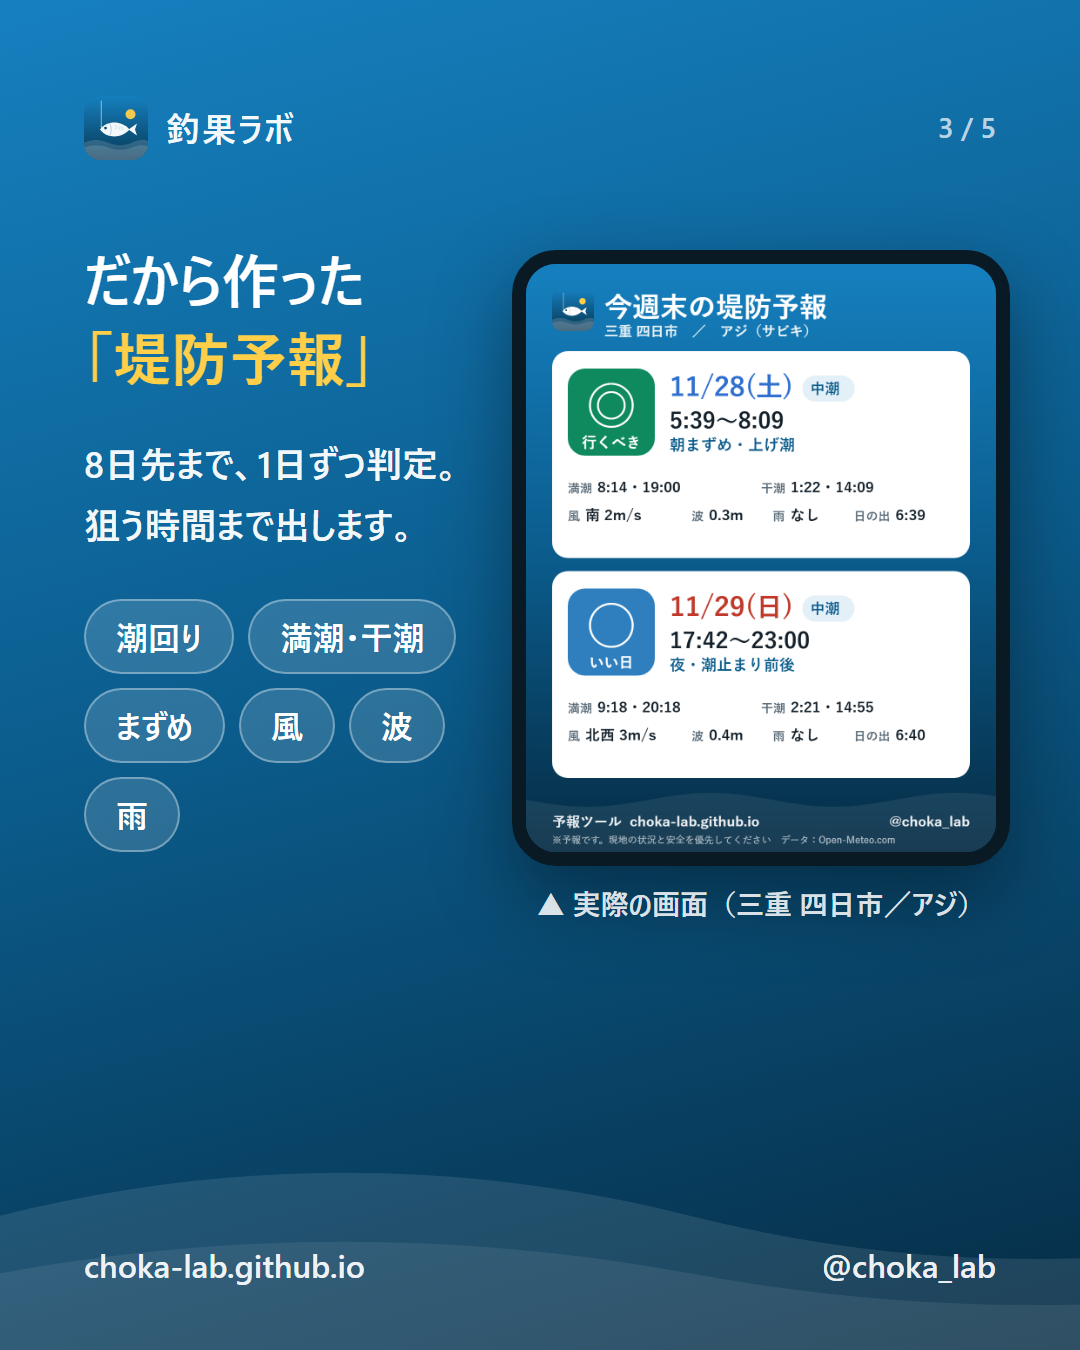 釣果ラボ
3 / 5
だから作った
「堤防予報」
8日先まで、1日ずつ判定。
狙う時間まで出します。
潮回り
満潮・干潮
まずめ
風
波
雨
今週末の堤防予報
三重 四日市 ／ アジ（サビキ）
行くべき
11/28(土)
中潮
5:39〜8:09
朝まずめ・上げ潮
満潮 8:14・19:00
干潮 1:22・14:09
風 南 2m/s
波 0.3m
雨 なし
日の出 6:39
いい日
11/29(日)
中潮
17:42〜23:00
夜・潮止まり前後
満潮 9:18・20:18
干潮 2:21・14:55
風 北西 3m/s
波 0.4m
雨 なし
日の出 6:40
予報ツール choka-lab.github.io
@choka_lab
※予報です。現地の状況と安全を優先してください データ：Open-Meteo.com
▲ 実際の画面（三重 四日市／アジ）
choka-lab.github.io
@choka_lab